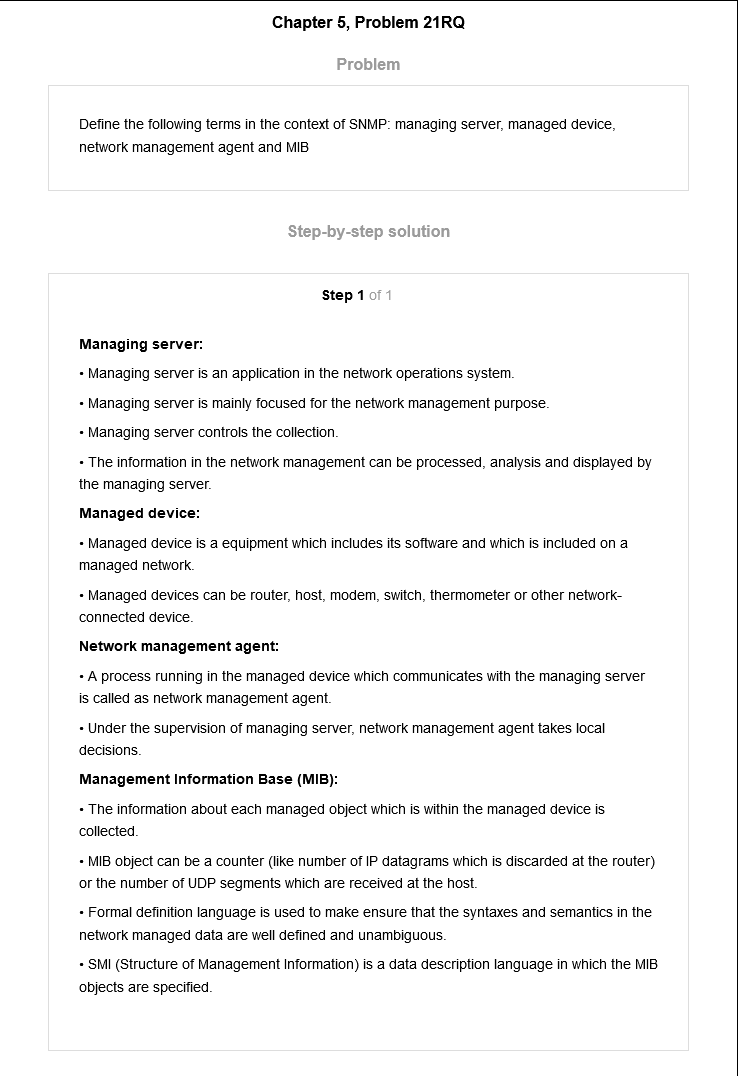 Chapter 5, Problem 21RQ
Problem
Define the following terms in the context of SNMP: managing server, managed device,
network management agent and MIB
Step-by-step solution
Step 1 of 1
Managing server:
• Managing server is an application in the network operations system.
• Managing server is mainly focused for the network management purpose.
• Managing server controls the collection.
• The information in the network management can be processed, analysis and displayed by
the managing server.
Managed device:
• Managed device is a equipment which includes its software and which is included on a
managed network.
• Managed devices can be router, host, modem, switch, thermometer or other network-
connected device.
Network management agent:
• A process running in the managed device which communicates with the managing server
is called as network management agent.
• Under the supervision of managing server, network management agent takes local
decisions.
Management Information Base (MIB):
• The information about each managed object which is within the managed device is
collected.
• MIB object can be a counter (like number of IP datagrams which is discarded at the router)
or the number of UDP segments which are received at the host.
• Formal definition language is used to make ensure that the syntaxes and semantics in the
network managed data are well defined and unambiguous.
• SMI (Structure of Management Information) is a data description language in which the MIB
objects are specified.